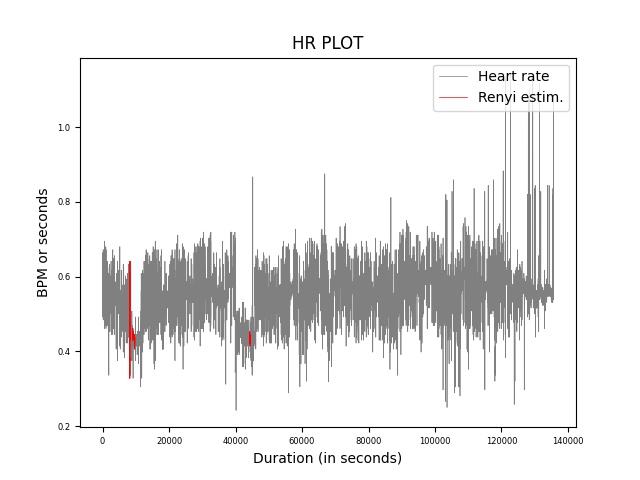 HR PLOT
Heart rate
Renyi estim.
BPM or seconds
1.0
0.8
0.6
0.4
0.2
0
20000
40000
60000
80000
100000
120000
140000
Duration (in seconds)